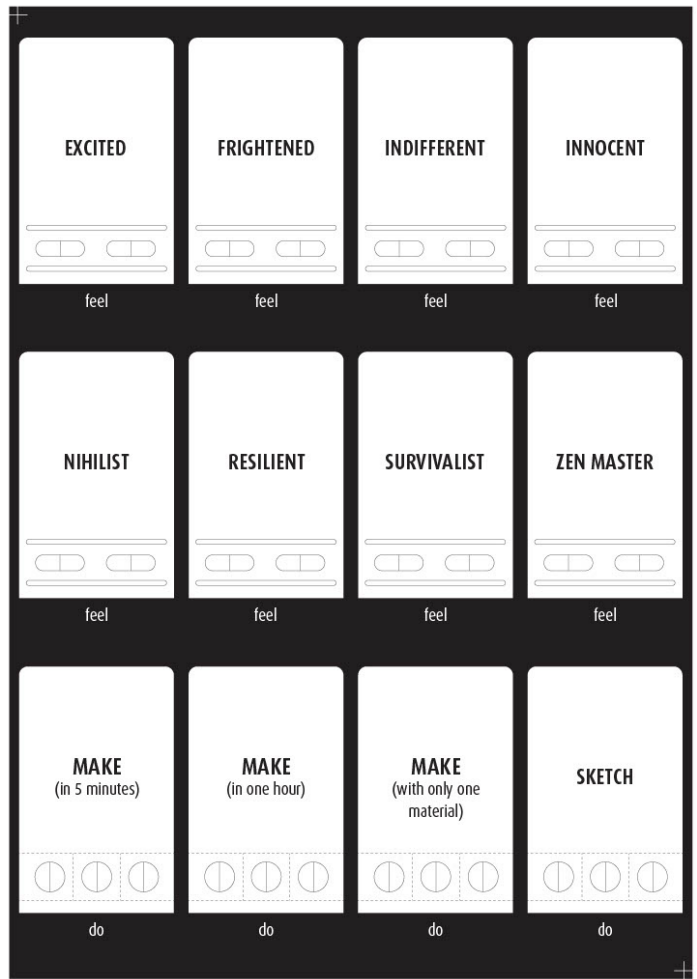 EXCITED
FRIGHTENED
INDIFFERENT
INNOCENT
feel
feel
feel
feel
NIHILIST
RESILIENT
SURVIVALIST
ZEN MASTER
feel
feel
feel
feel
MAKE
(in 5 minutes)
MAKE
(in one hour)
MAKE
(with only one
material)
SKETCH
do
do
do
do